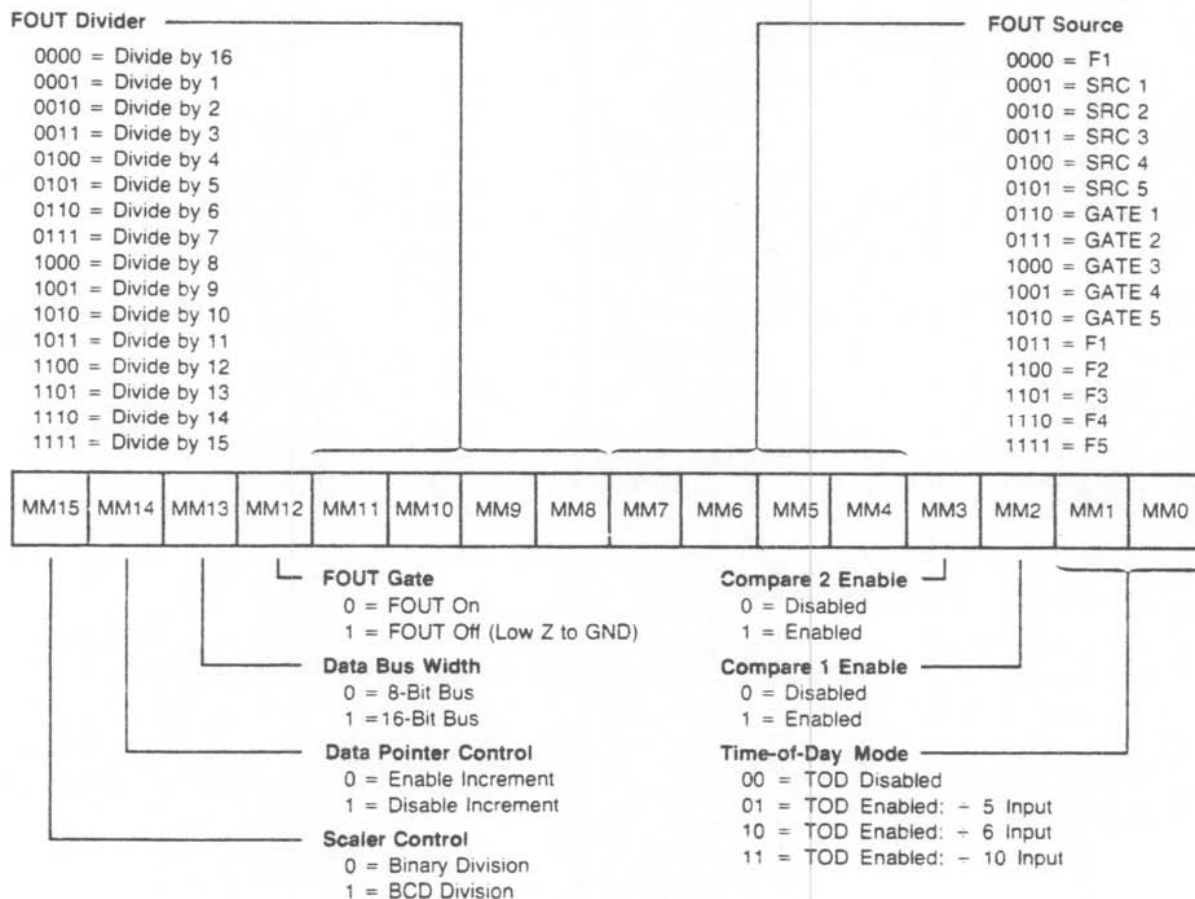 FOUT Divider
0000 = Divide by 16
0001 = Divide by 1
0010 = Divide by 2
0011 = Divide by 3
0100 = Divide by 4
0101 = Divide by 5
0110 = Divide by 6
0111 = Divide by 7
1000 = Divide by 8
1001 = Divide by 9
1010 = Divide by 10
1011 = Divide by 11
1100 = Divide by 12
1101 = Divide by 13
1110 = Divide by 14
1111 = Divide by 15
FOUT Source
0000 = F1
0001 = SRC 1
0010 = SRC 2
0011 = SRC 3
0100 = SRC 4
0101 = SRC 5
0110 = GATE 1
0111 = GATE 2
1000 = GATE 3
1001 = GATE 4
1010 = GATE 5
1011 = F1
1100 = F2
1101 = F3
1110 = F4
1111 = F5
MM15 MM14 MM13 MM12 MM11 MM10 MM9 MM8 MM7 MM6 MM5 MM4 MM3 MM2 MM1 MM0
FOUT Gate
0 = FOUT On
1 = FOUT Off (Low Z to GND)
Data Bus Width
0 = 8-Bit Bus
1 =16-Bit Bus
Data Pointer Control
0 = Enable Increment
1 = Disable Increment
Scaler Control
0 = Binary Division
1 = BCD Division
Compare 2 Enable
0 = Disabled
1 = Enabled
Compare 1 Enable
0 = Disabled
1 = Enabled
Time-of-Day Mode
00 = TOD Disabled
01 = TOD Enabled: ÷ 5 Input
10 = TOD Enabled: ÷ 6 Input
11 = TOD Enabled: ÷ 10 Input